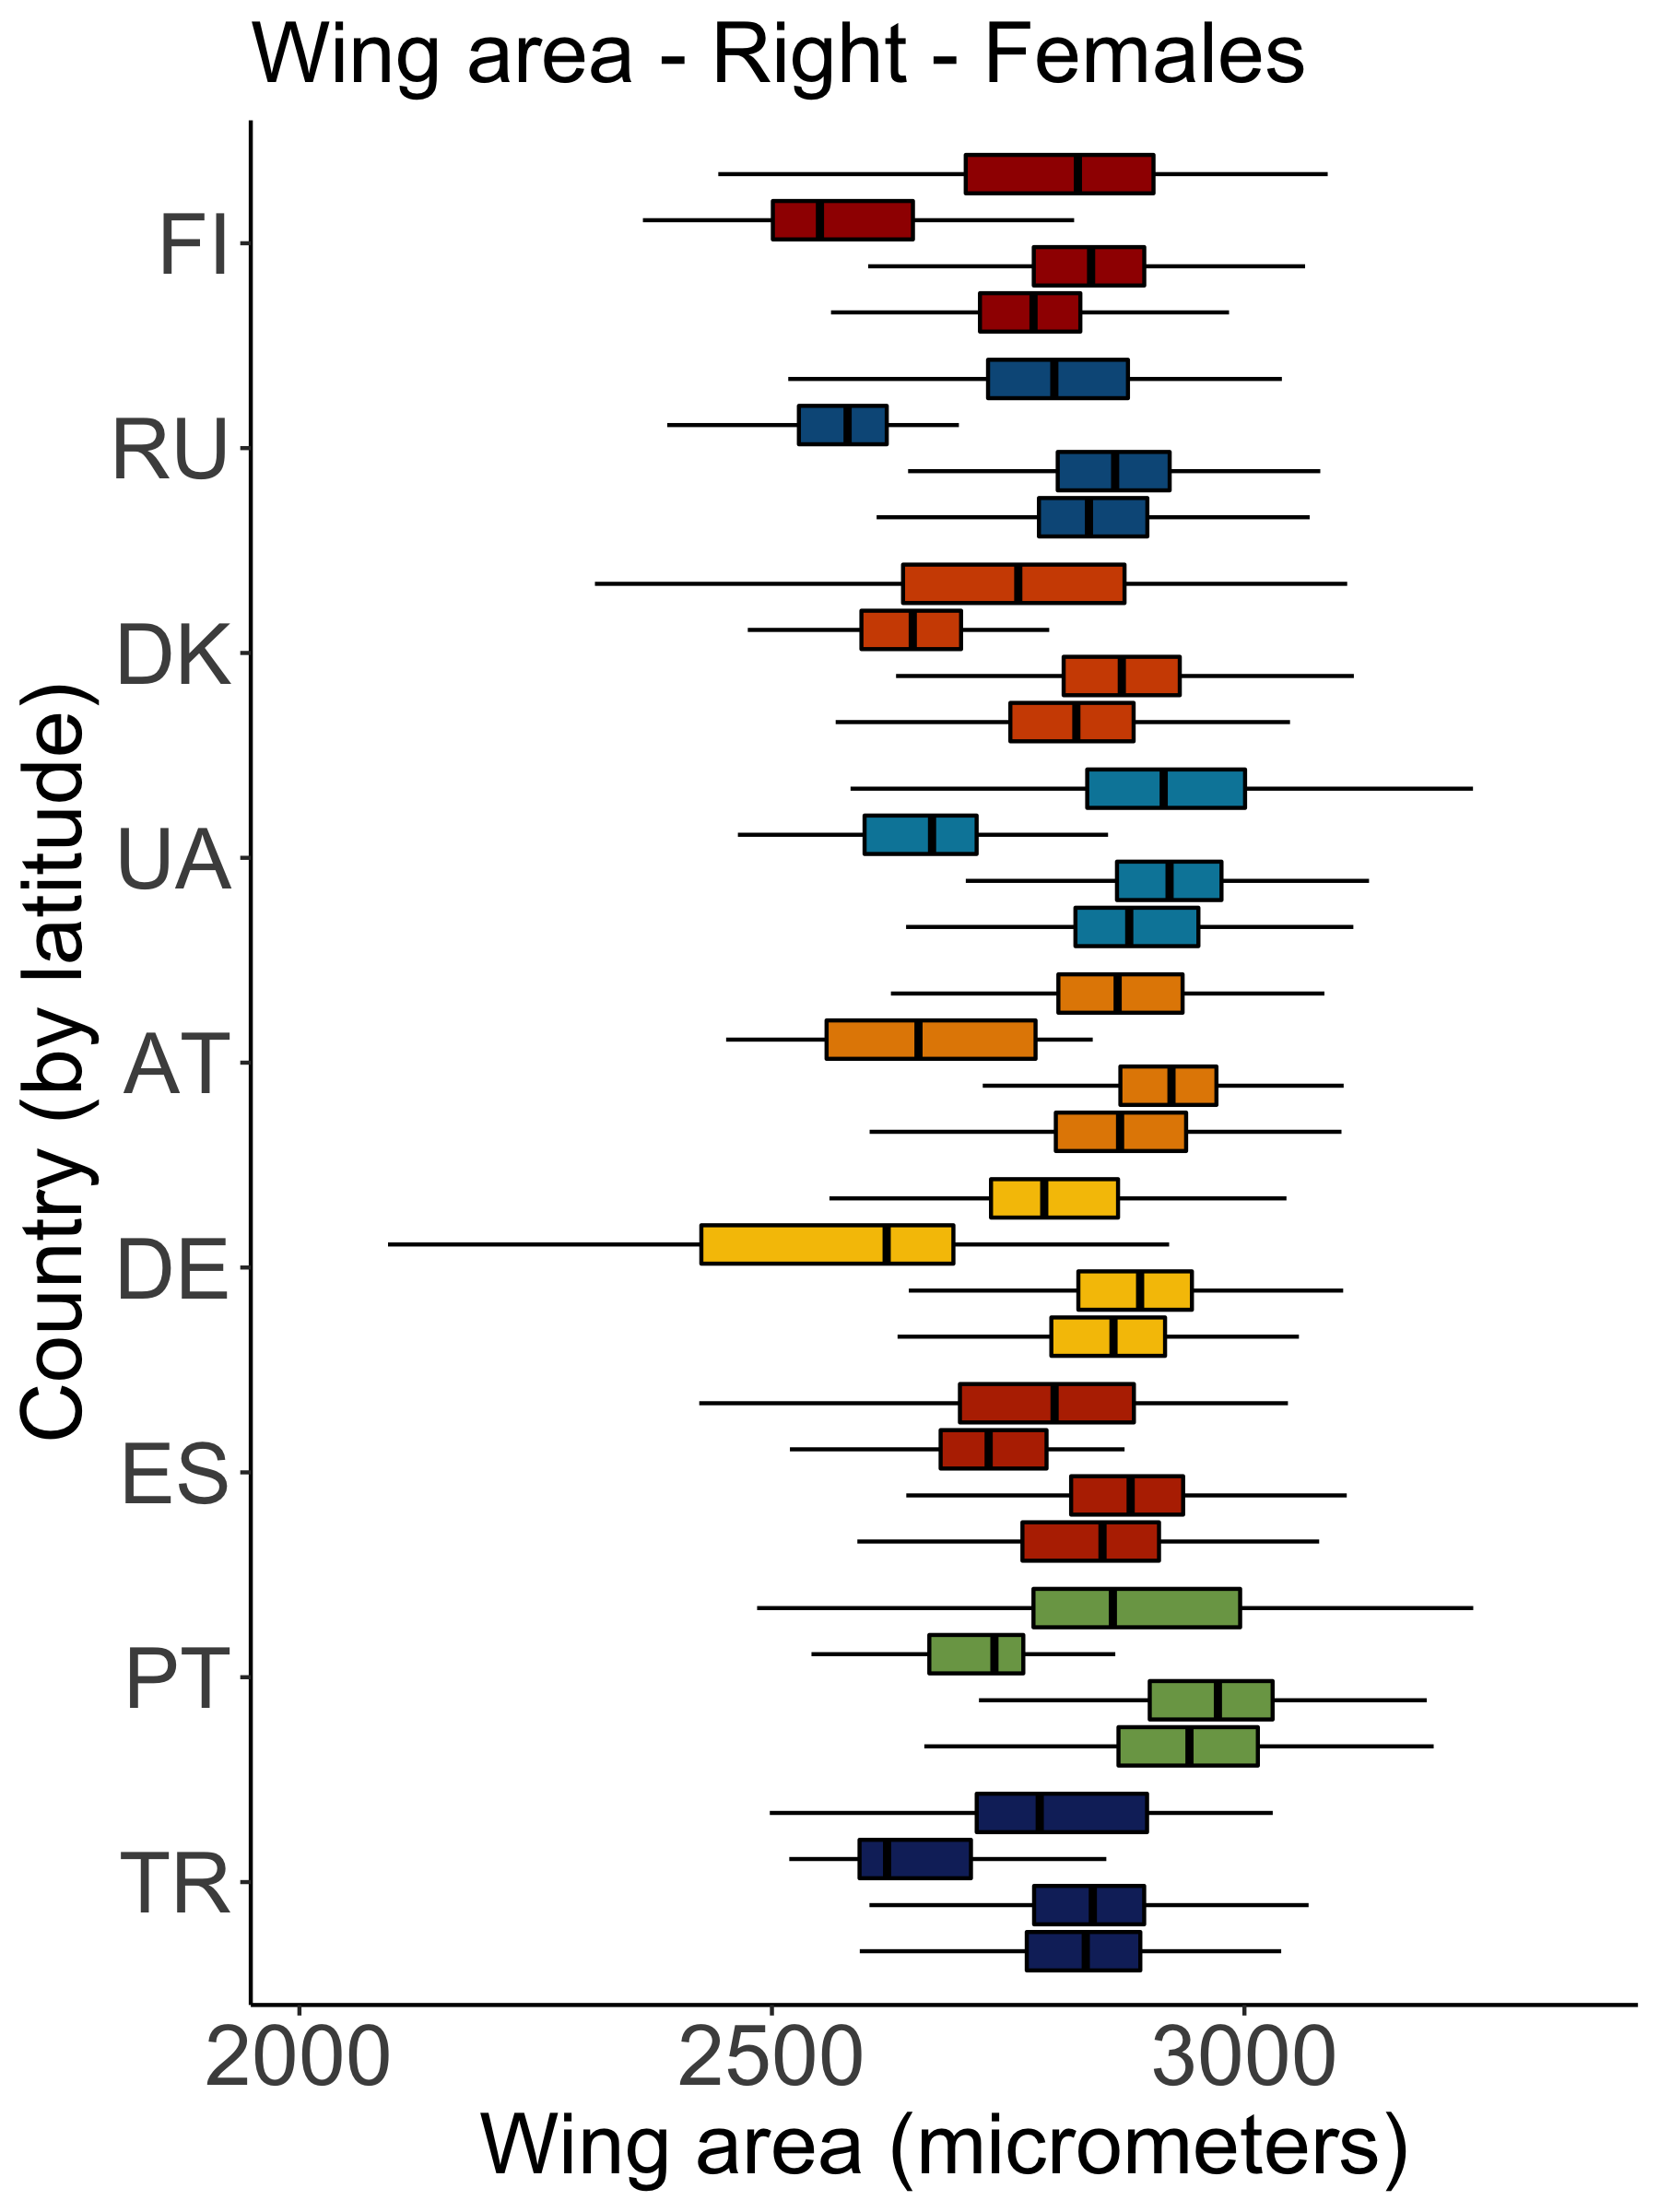 Wing area - Right - Females
Country (by latitude)
FI
RU
DK
UA
AT
DE
ES
PT
TR
2000 2500 3000
Wing area (micrometers)